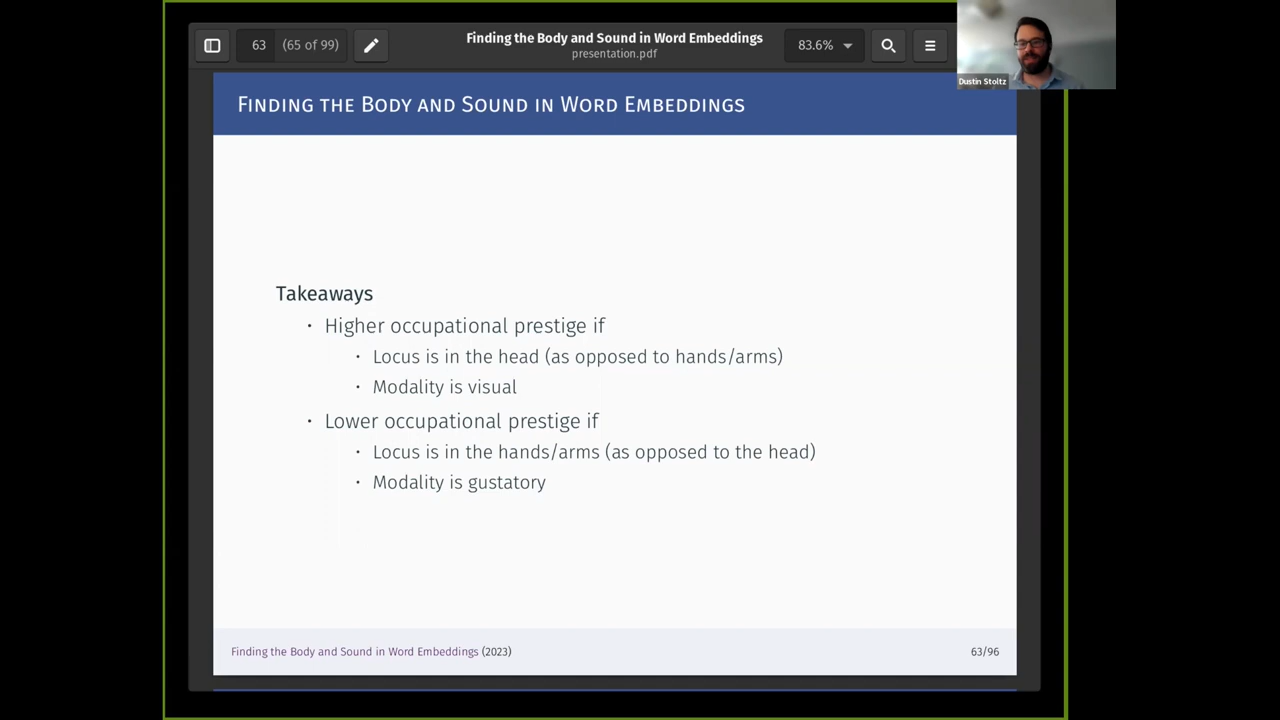 63 (65 of 99)
Finding the Body and Sound in Word Embeddings
presentation.pdf
83.6%
Dustin Stoltz
Finding the Body and Sound in Word Embeddings
Takeaways
· Higher occupational prestige if
· Locus is in the head (as opposed to hands/arms)
· Modality is visual
· Lower occupational prestige if
· Locus is in the hands/arms (as opposed to the head)
· Modality is gustatory
Finding the Body and Sound in Word Embeddings (2023)
63/96